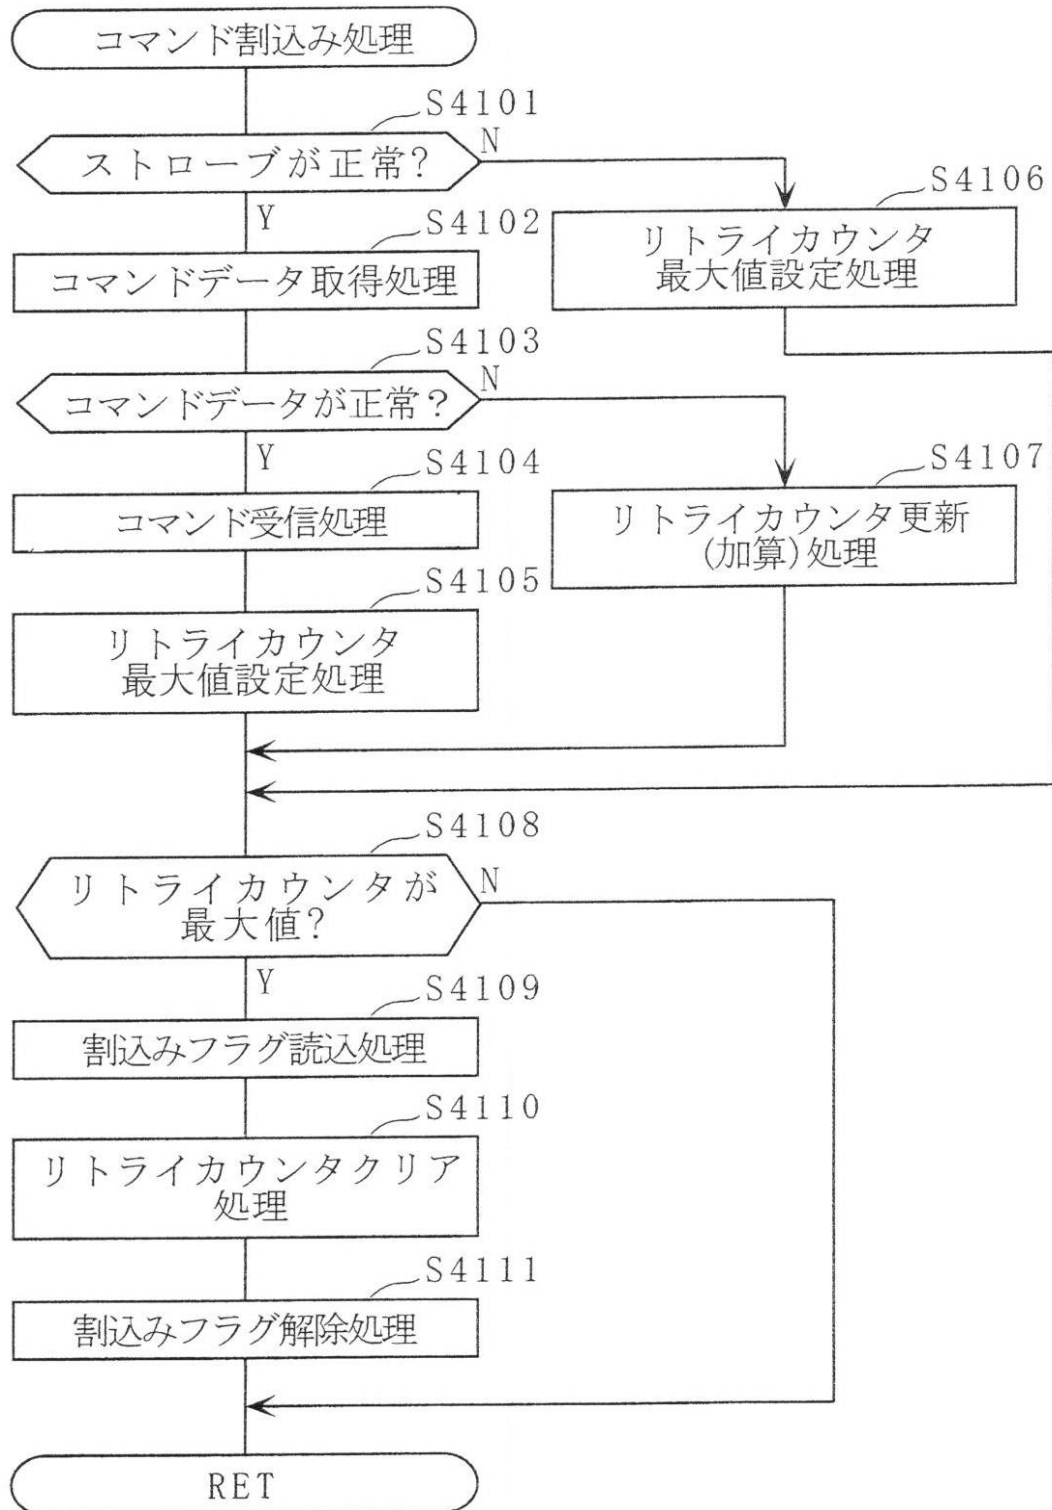 コマンド割込み処理
S4101
ストローブが正常?
N
Y
S4106
リトライカウンタ
最大値設定処理
S4102
コマンドデータ取得処理
S4103
コマンドデータが正常?
N
Y
S4107
リトライカウンタ更新
(加算)処理
S4104
コマンド受信処理
S4105
リトライカウンタ
最大値設定処理
S4108
リトライカウンタが
最大値?
N
Y
S4109
割込みフラグ読込処理
S4110
リトライカウンタクリア
処理
S4111
割込みフラグ解除処理
RET